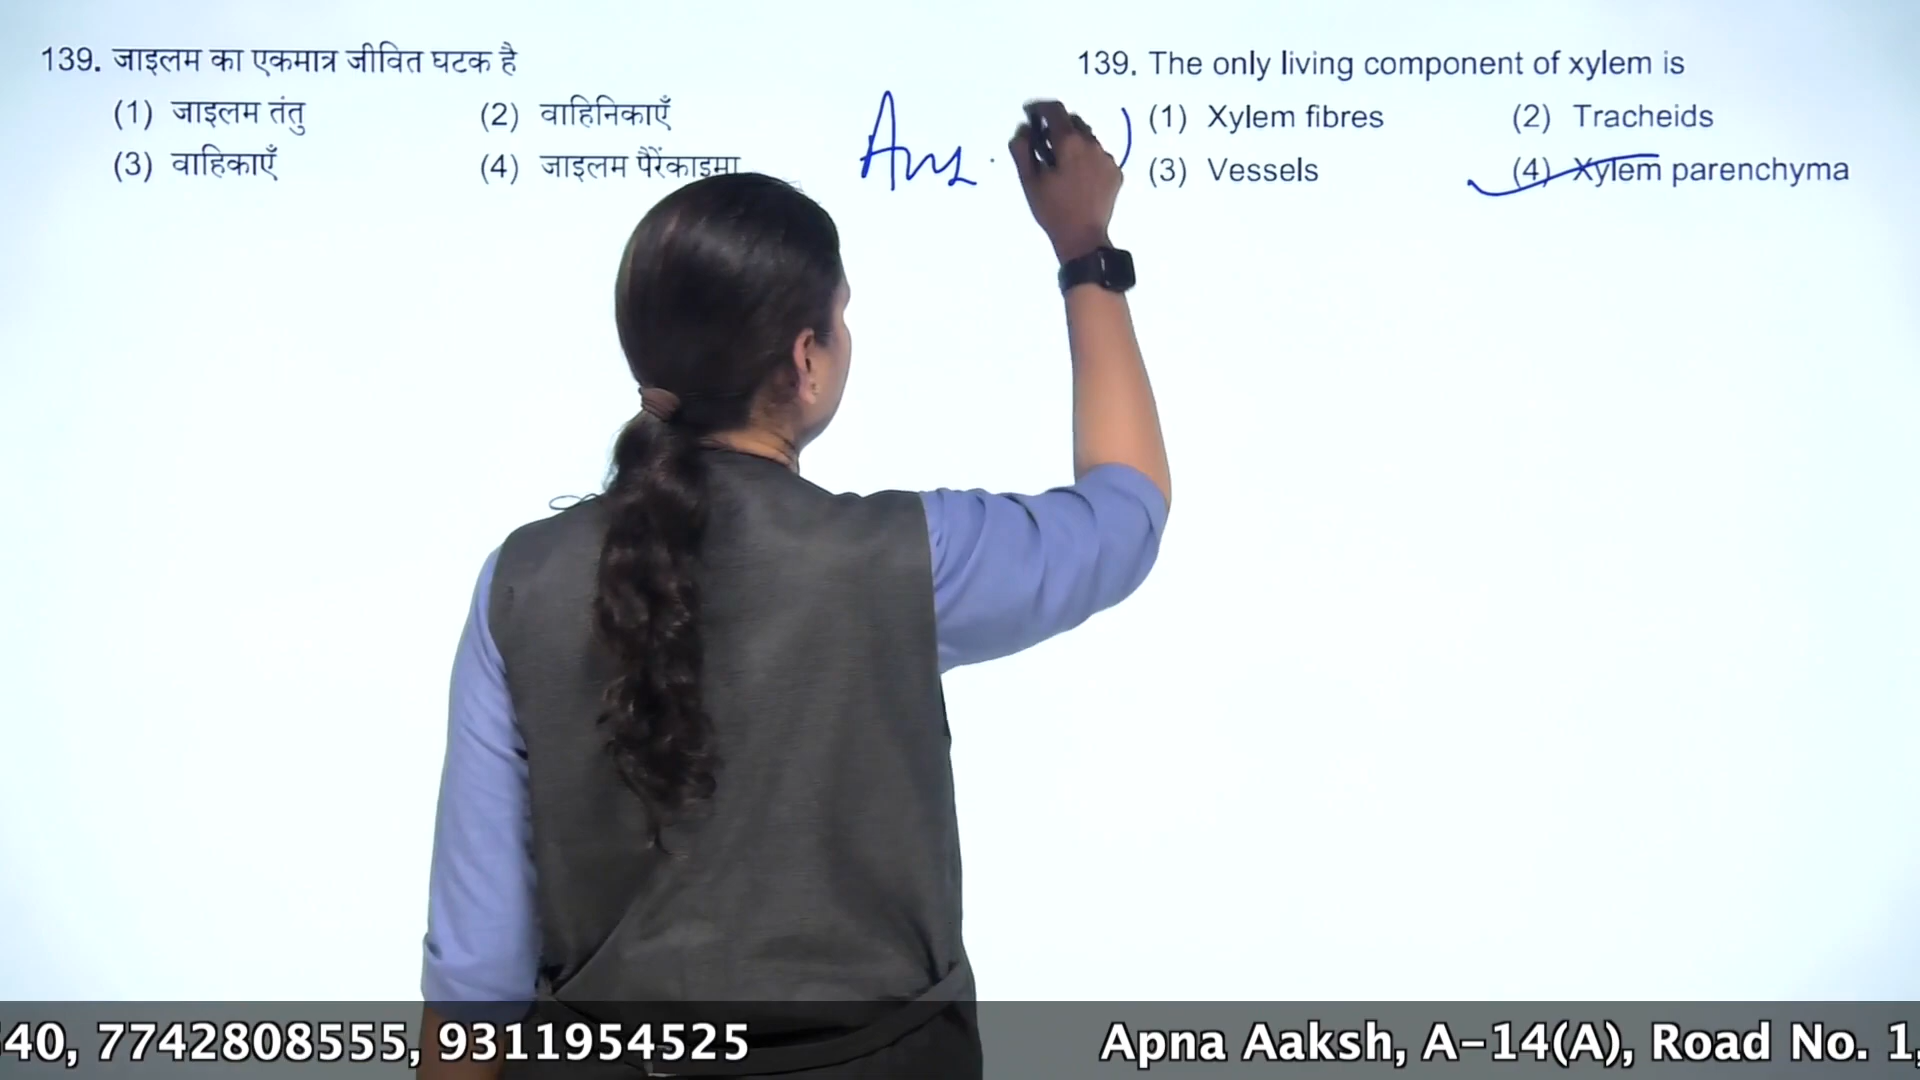 139. जाइलम का एकमात्र जीवित घटक है
(1) जाइलम तंतु (2) वाहिनिकाएँ
(3) वाहिकाएँ (4) जाइलम पैरेंकाइमा
Ans.
139. The only living component of xylem is
(1) Xylem fibres (2) Tracheids
(3) Vessels (4) Xylem parenchyma
40, 7742808555, 9311954525 Apna Aaksh, A-14(A), Road No. 1,